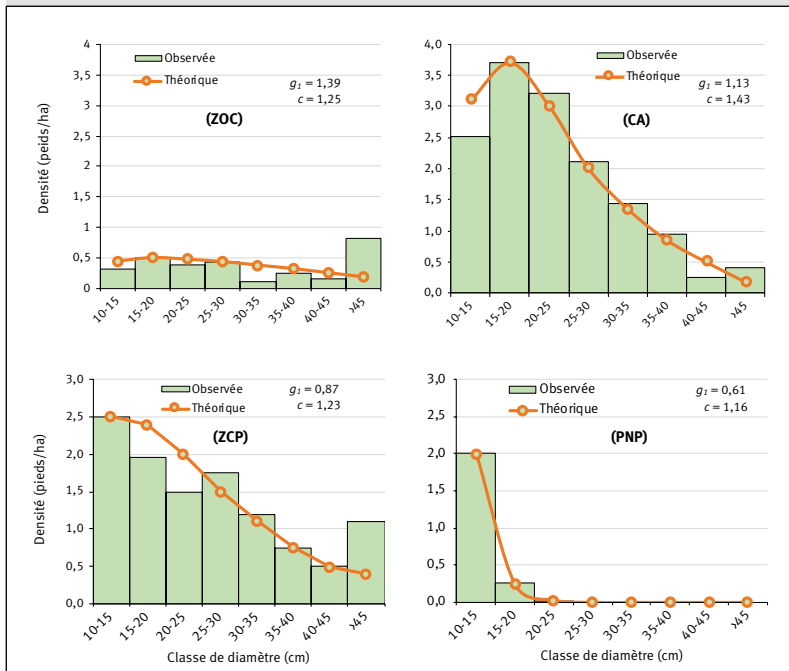 Observée
Théorique
g1 = 1,39
c = 1,25
(ZOC)
Densité (peids/ha)
4
3,5
3
2,5
2
1,5
1
0,5
0
10-15
15-20
20-25
25-30
30-35
35-40
40-45
>45
Observée
Théorique
g1 = 1,13
c = 1,43
(CA)
4,0
3,5
3,0
2,5
2,0
1,5
1,0
0,5
0,0
10-15
15-20
20-25
25-30
30-35
35-40
40-45
>45
Observée
Théorique
g1 = 0,87
c = 1,23
(ZCP)
Densité (pieds/ha)
3,0
2,5
2,0
1,5
1,0
0,5
0,0
10-15
15-20
20-25
25-30
30-35
35-40
40-45
>45
Classe de diamètre (cm)
Observée
Théorique
g1 = 0,61
c = 1,16
(PNP)
3,0
2,5
2,0
1,5
1,0
0,5
0,0
10-15
15-20
20-25
25-30
30-35
35-40
40-45
>45
Classe de diamètre (cm)